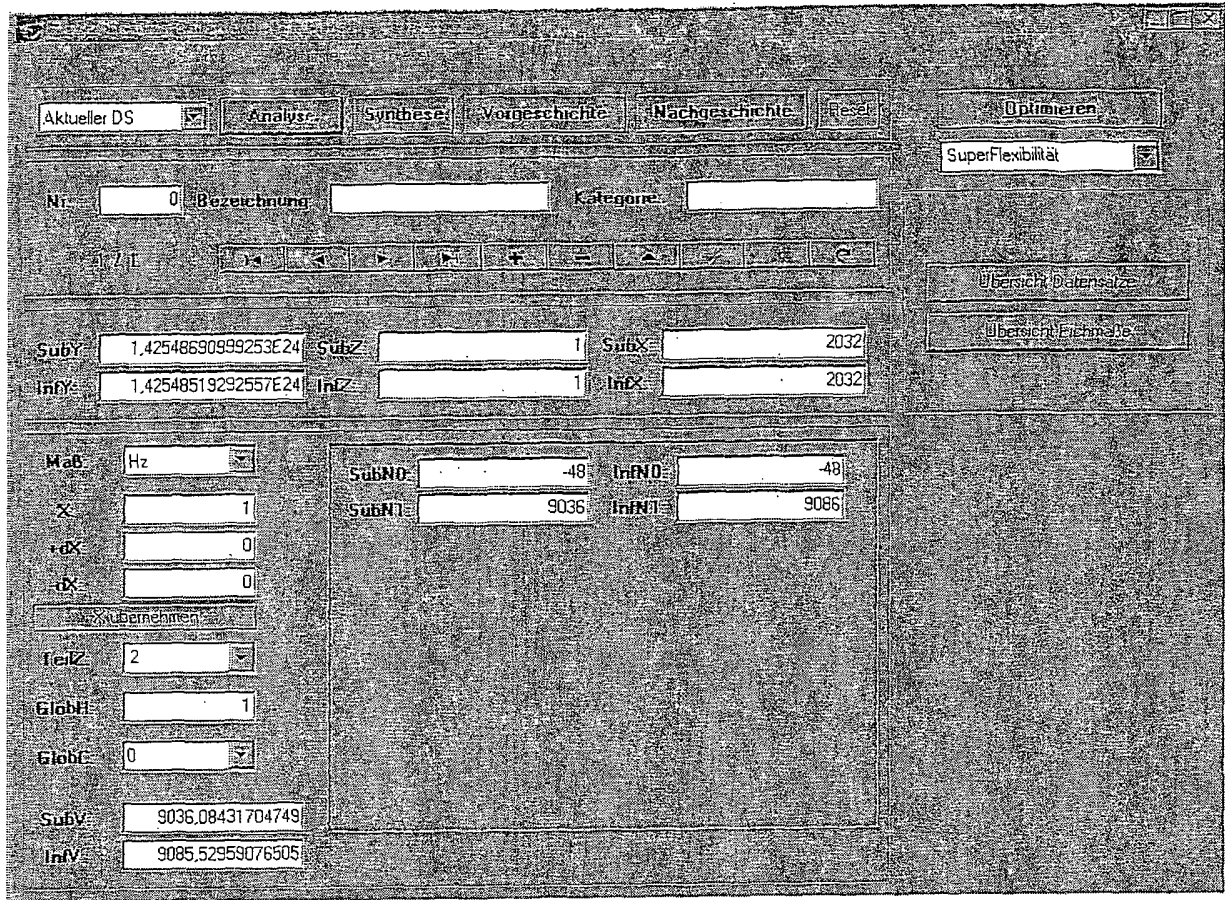 Aktueller DS Analyse Synthese Vorgeschichte Nachgeschichte Reset Optimieren
SuperFlexibilität
Nr.: 0 Bezeichnung: Kategorie:
1 / 1
Übersicht Datensätze
Übersicht Eichmaße
SubY: 1,42548690999253E24 SubZ: 1 SubX: 2032
InfY: 1,42548519292557E24 InfZ: 1 InfX: 2032
Maß: Hz
SubN0: -48 InfN0: -48
X: 1
SubN1: 9036 InfN1: 9086
+dX: 0
-dX: 0
X übernehmen!
TeilZ: 2
GlobH: 1
GlobC: 0
SubV: 9036,08431704749
InfV: 9085,52959076505